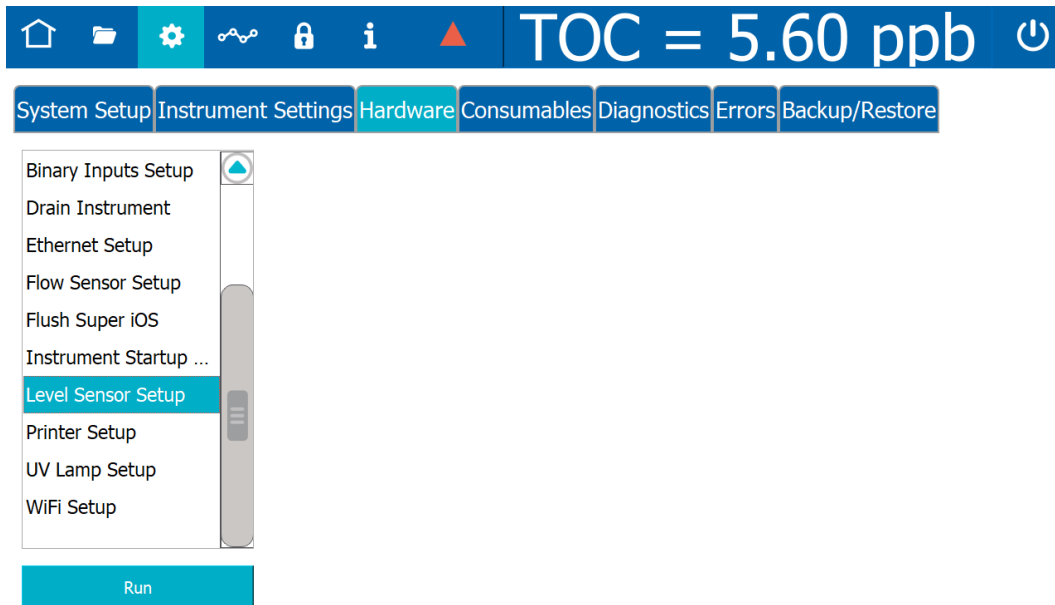 TOC = 5.60 ppb
System Setup Instrument Settings Hardware Consumables Diagnostics Errors Backup/Restore
Binary Inputs Setup
Drain Instrument
Ethernet Setup
Flow Sensor Setup
Flush Super iOS
Instrument Startup ...
Level Sensor Setup
Printer Setup
UV Lamp Setup
WiFi Setup
Run